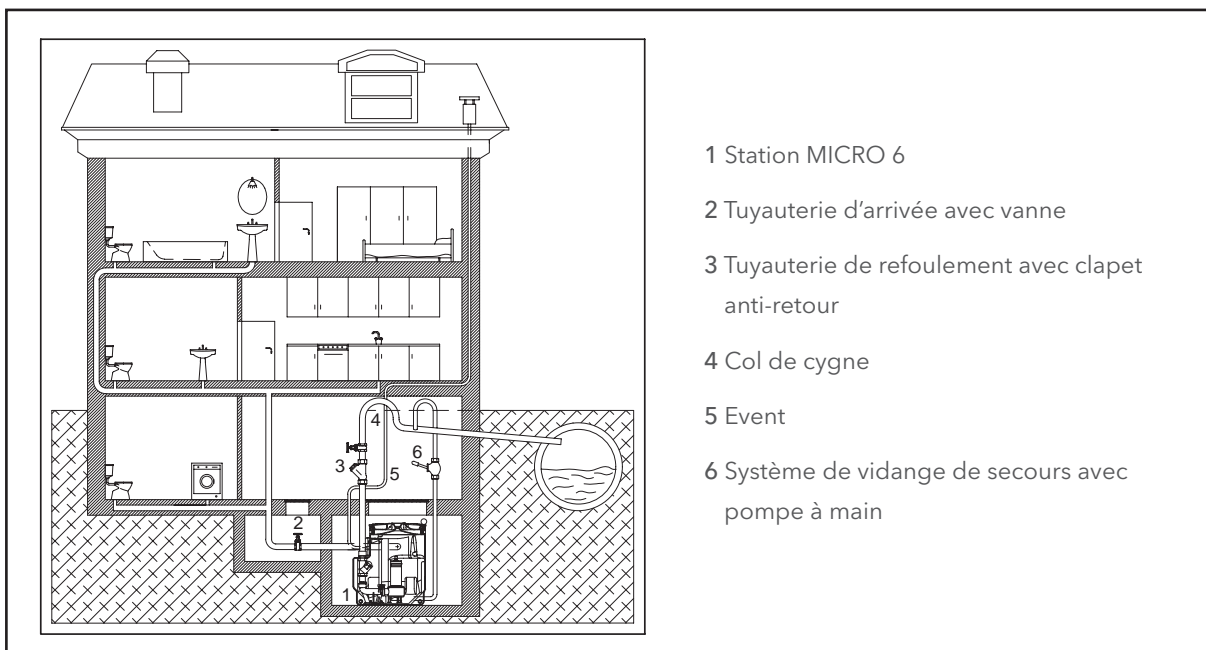 1 Station MICRO 6
2 Tuyauterie d'arrivée avec vanne
3 Tuyauterie de refoulement avec clapet
anti-retour
4 Col de cygne
5 Event
6 Système de vidange de secours avec
pompe à main
4
6
3
5
2
1